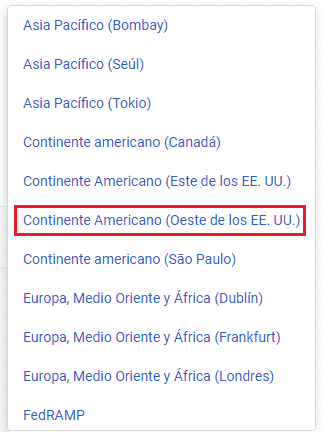 Asia Pacífico (Bombay)
Asia Pacífico (Seúl)
Asia Pacífico (Tokio)
Continente americano (Canadá)
Continente Americano (Este de los EE. UU.)
Continente Americano (Oeste de los EE. UU.)
Continente americano (São Paulo)
Europa, Medio Oriente y África (Dublín)
Europa, Medio Oriente y África (Frankfurt)
Europa, Medio Oriente y África (Londres)
FedRAMP